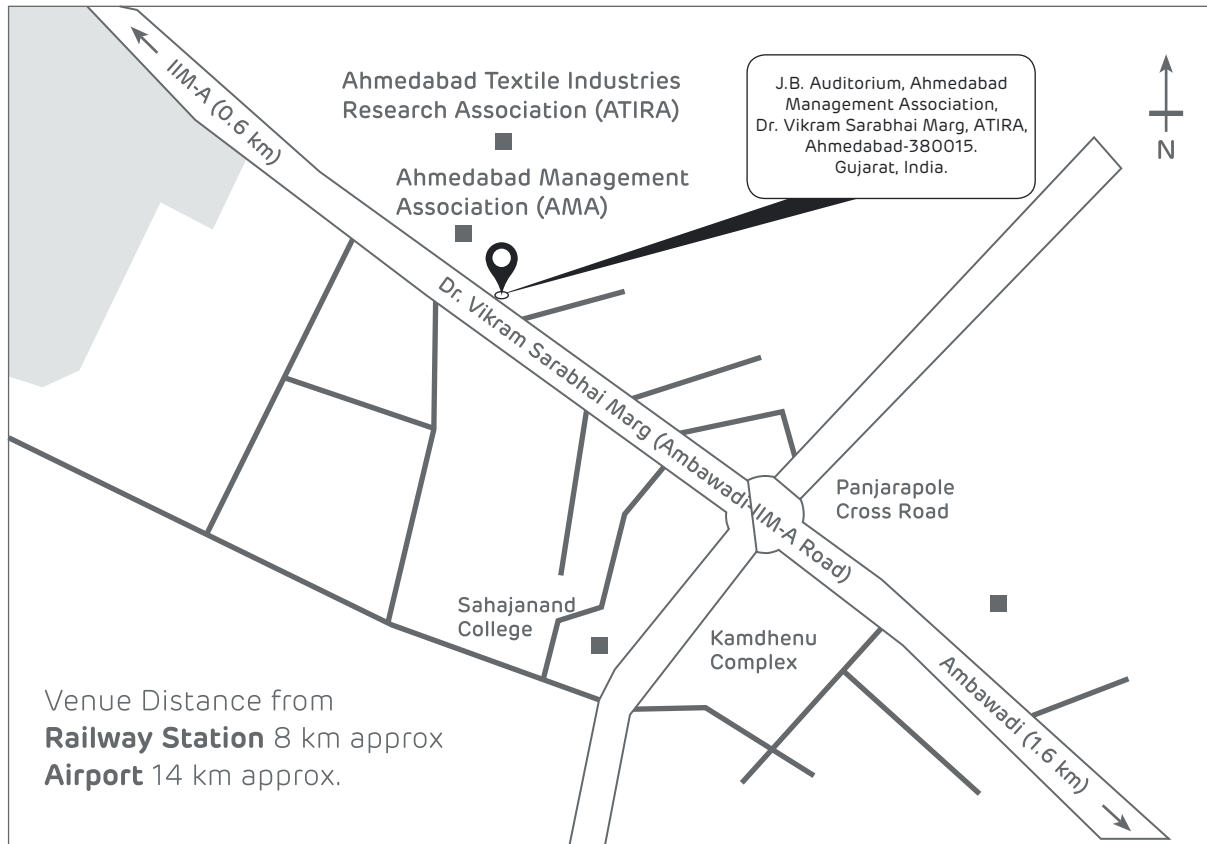 IIM-A (0.6 km)
Ahmedabad Textile Industries
Research Association (ATIRA)
J.B. Auditorium, Ahmedabad
Management Association,
Dr. Vikram Sarabhai Marg, ATIRA,
Ahmedabad-380015.
Gujarat, India.
N
Ahmedabad Management
Association (AMA)
Dr. Vikram Sarabhai Marg (Ambawadi-IIM-A Road)
Panjarapole
Cross Road
Sahajanand
College
Kamdhenu
Complex
Ambawadi (1.6 km)
Venue Distance from
Railway Station 8 km approx
Airport 14 km approx.